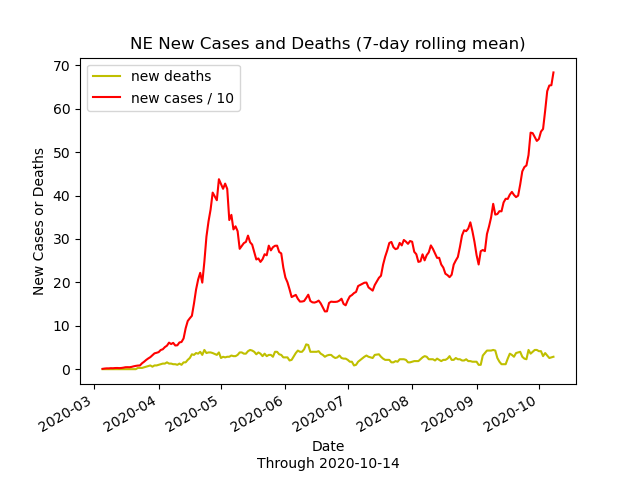 NE New Cases and Deaths (7-day rolling mean)
new deaths
new cases / 10
70
60
50
40
30
20
10
0
New Cases or Deaths
2020-03
2020-04
2020-05
2020-06
2020-07
2020-08
2020-09
2020-10
Date
Through 2020-10-14